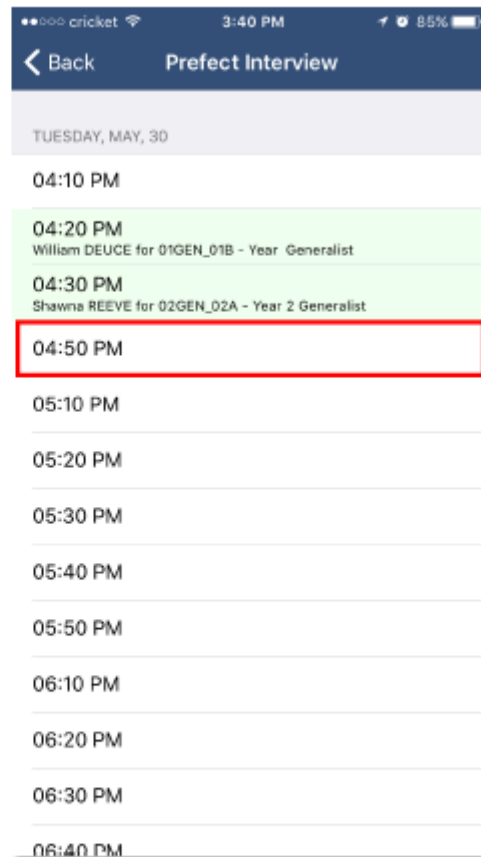 cricket 3:40 PM 85%
Back Prefect Interview
TUESDAY, MAY, 30
04:10 PM
04:20 PM
William DEUCE for 01GEN_01B - Year Generalist
04:30 PM
Shawna REEVE for 02GEN_02A - Year 2 Generalist
04:50 PM
05:10 PM
05:20 PM
05:30 PM
05:40 PM
05:50 PM
06:10 PM
06:20 PM
06:30 PM
06:40 PM